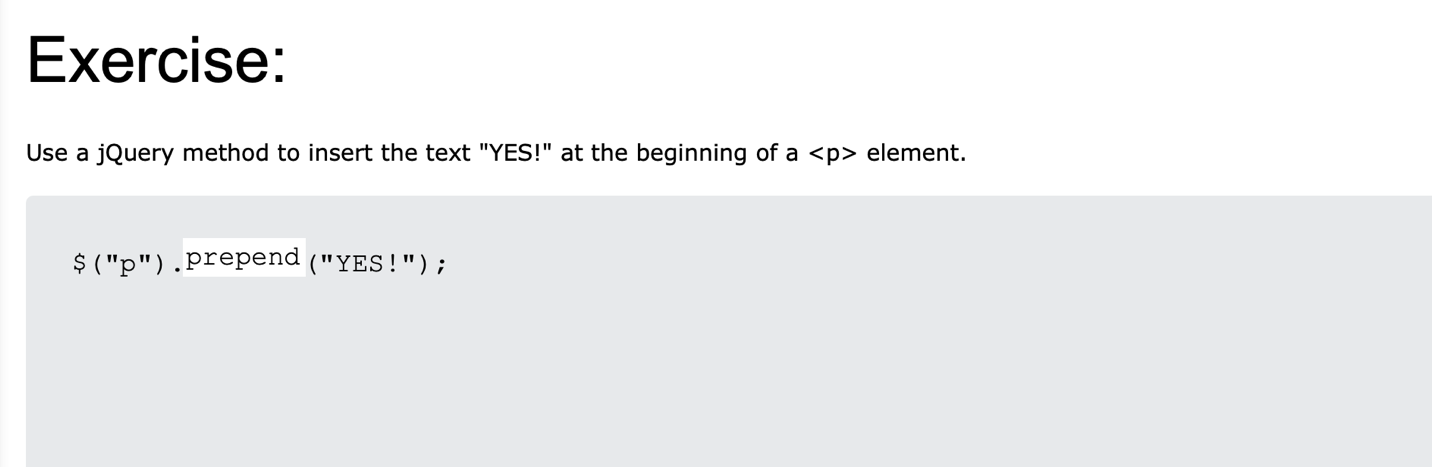 Exercise:
Use a jQuery method to insert the text "YES!" at the beginning of a <p> element.
$("p").prepend("YES!");